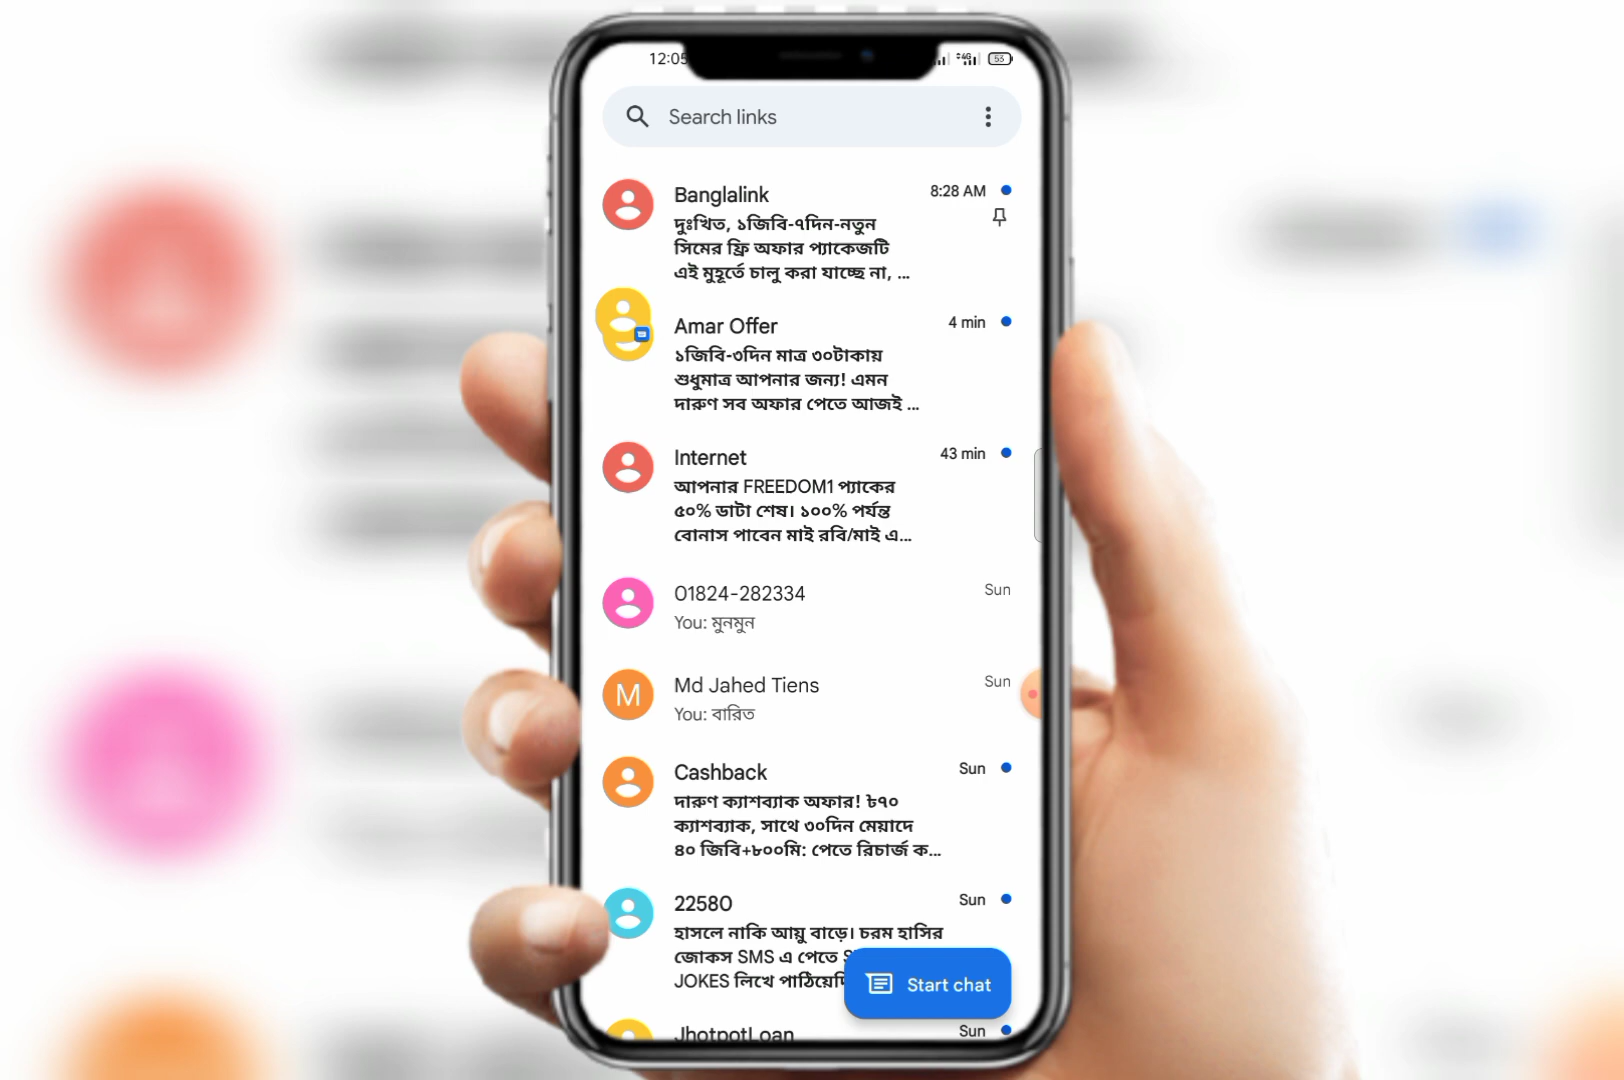 12:05
4G
53
Search links
Banglalink
8:28 AM
দুঃখিত, ১জিবি-৭দিন-নতুন
সিমের ফ্রি অফার প্যাকেজটি
এই মুহূর্তে চালু করা যাচ্ছে না, ...
Amar Offer
4 min
১জিবি-৩দিন মাত্র ৩০টাকায়
শুধুমাত্র আপনার জন্য! এমন
দারুণ সব অফার পেতে আজই ...
Internet
43 min
আপনার FREEDOM1 প্যাকের
৫০% ডাটা শেষ। ১০০% পর্যন্ত
বোনাস পাবেন মাই রবি/মাই এ...
01824-282334
Sun
You: মুনমুন
M
Md Jahed Tiens
Sun
You: বারিত
Cashback
Sun
দারুণ ক্যাশব্যাক অফার! ৳৭০
ক্যাশব্যাক, সাথে ৩০দিন মেয়াদে
৪০ জিবি+৮০০মি: পেতে রিচার্জ ক...
22580
Sun
হাসলে নাকি আয়ু বাড়ে। চরম হাসির
জোকস SMS এ পেতে
JOKES লিখে
Start chat
JhotpotLoan
Sun